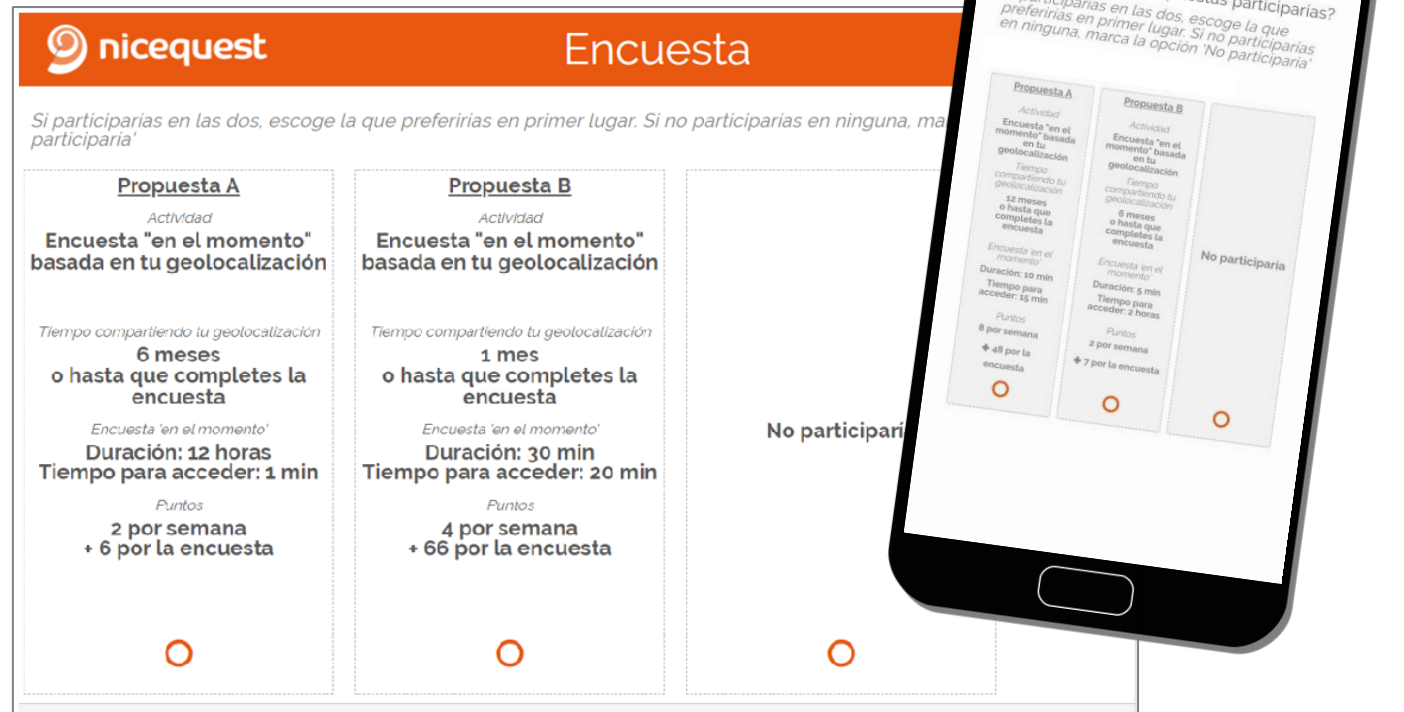 nicequest
Encuesta
Si participarias en las dos, escoge la que preferirias en primer lugar. Si no participarias en ninguna, ma
participaria'
Propuesta A
Actividad
Encuesta "en el momento"
basada en tu geolocalización
Tiempo compartiendo tu geolocalización
6 meses
o hasta que completes la
encuesta
Encuesta 'en el momento'
Duración: 12 horas
Tiempo para acceder: 1 min
Puntos
2 por semana
+ 6 por la encuesta
Propuesta B
Actividad
Encuesta "en el momento"
basada en tu geolocalización
Tiempo compartiendo tu geolocalización
1 mes
o hasta que completes la
encuesta
Encuesta 'en el momento'
Duración: 30 min
Tiempo para acceder: 20 min
Puntos
4 por semana
+ 66 por la encuesta
No participarí
participarias?
participarias en las dos, escoge la que
preferirias en primer lugar. Si no participarias
en ninguna, marca la opción 'No participaria'
Propuesta A
Actividad
Encuesta "en el
momento" basada
en tu
geolocalización
Tiempo
compartiendo tu
geolocalización
12 meses
o hasta que
completes la
encuesta
Encuesta 'en el
momento'
Duración: 10 min
Tiempo para
acceder: 15 min
Puntos
8 por semana
+ 48 por la
encuesta
Propuesta B
Actividad
Encuesta "en el
momento" basada
en tu
geolocalización
Tiempo
compartiendo tu
geolocalización
6 meses
o hasta que
completes la
encuesta
Encuesta 'en el
momento'
Duración: 5 min
Tiempo para
acceder: 2 horas
Puntos
2 por semana
+ 7 por la encuesta
No participaria